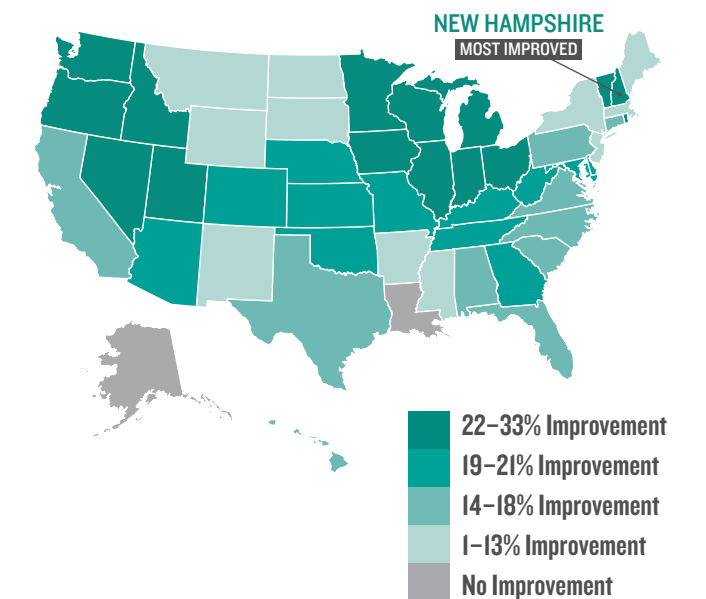 NEW HAMPSHIRE
MOST IMPROVED
22–33% Improvement
19–21% Improvement
14–18% Improvement
1–13% Improvement
No Improvement